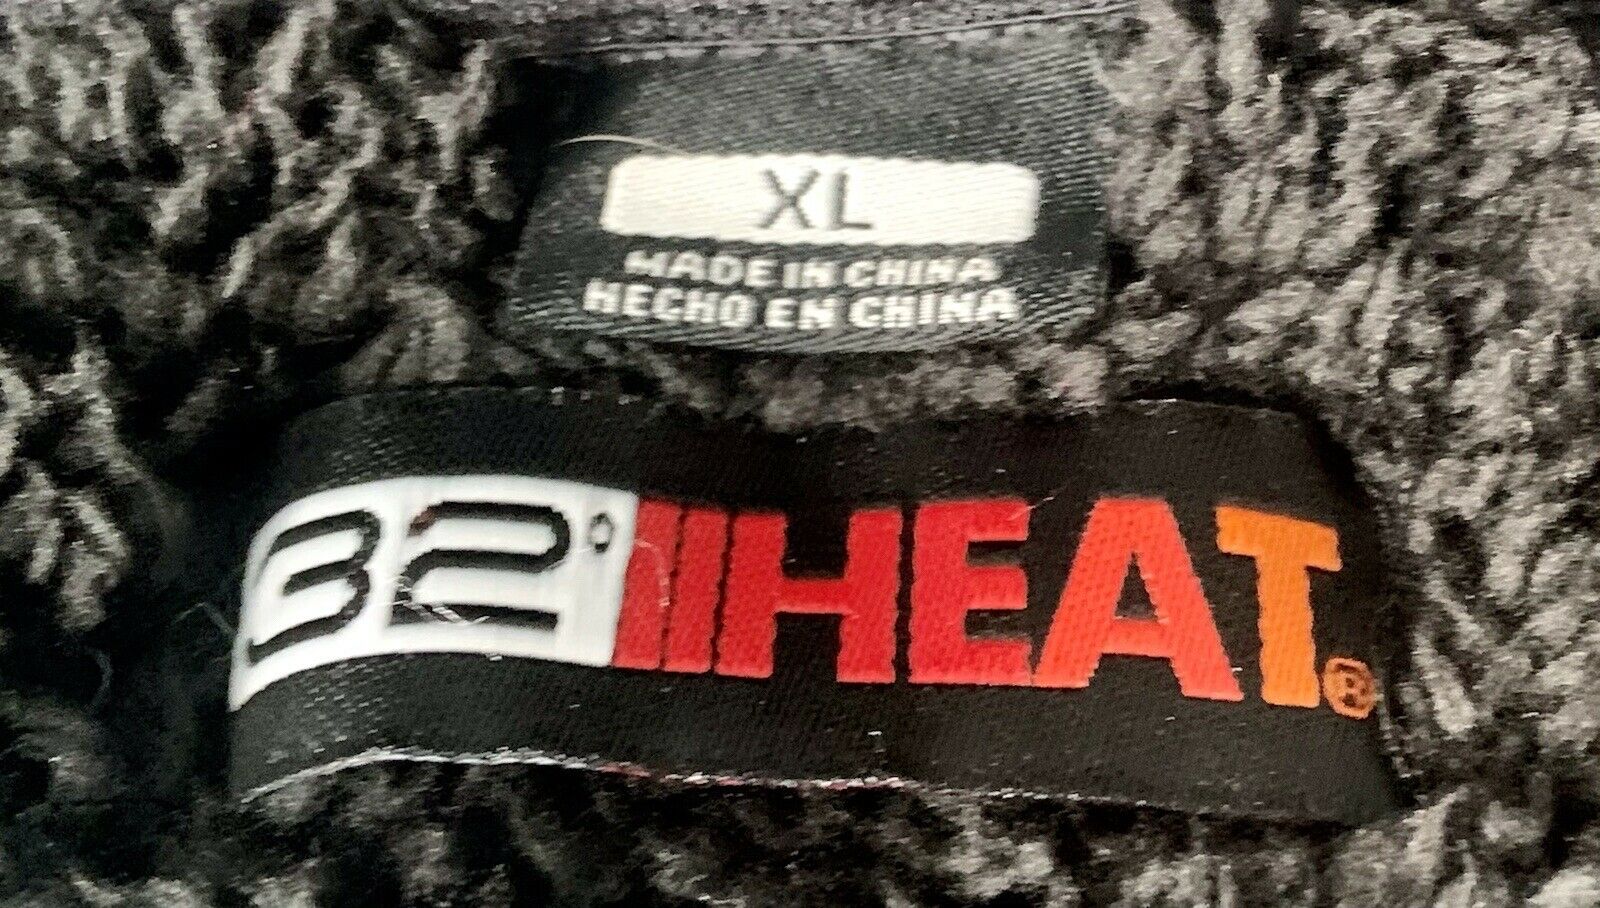 XL
MADE IN CHINA
HECHO EN CHINA
32° HEAT®